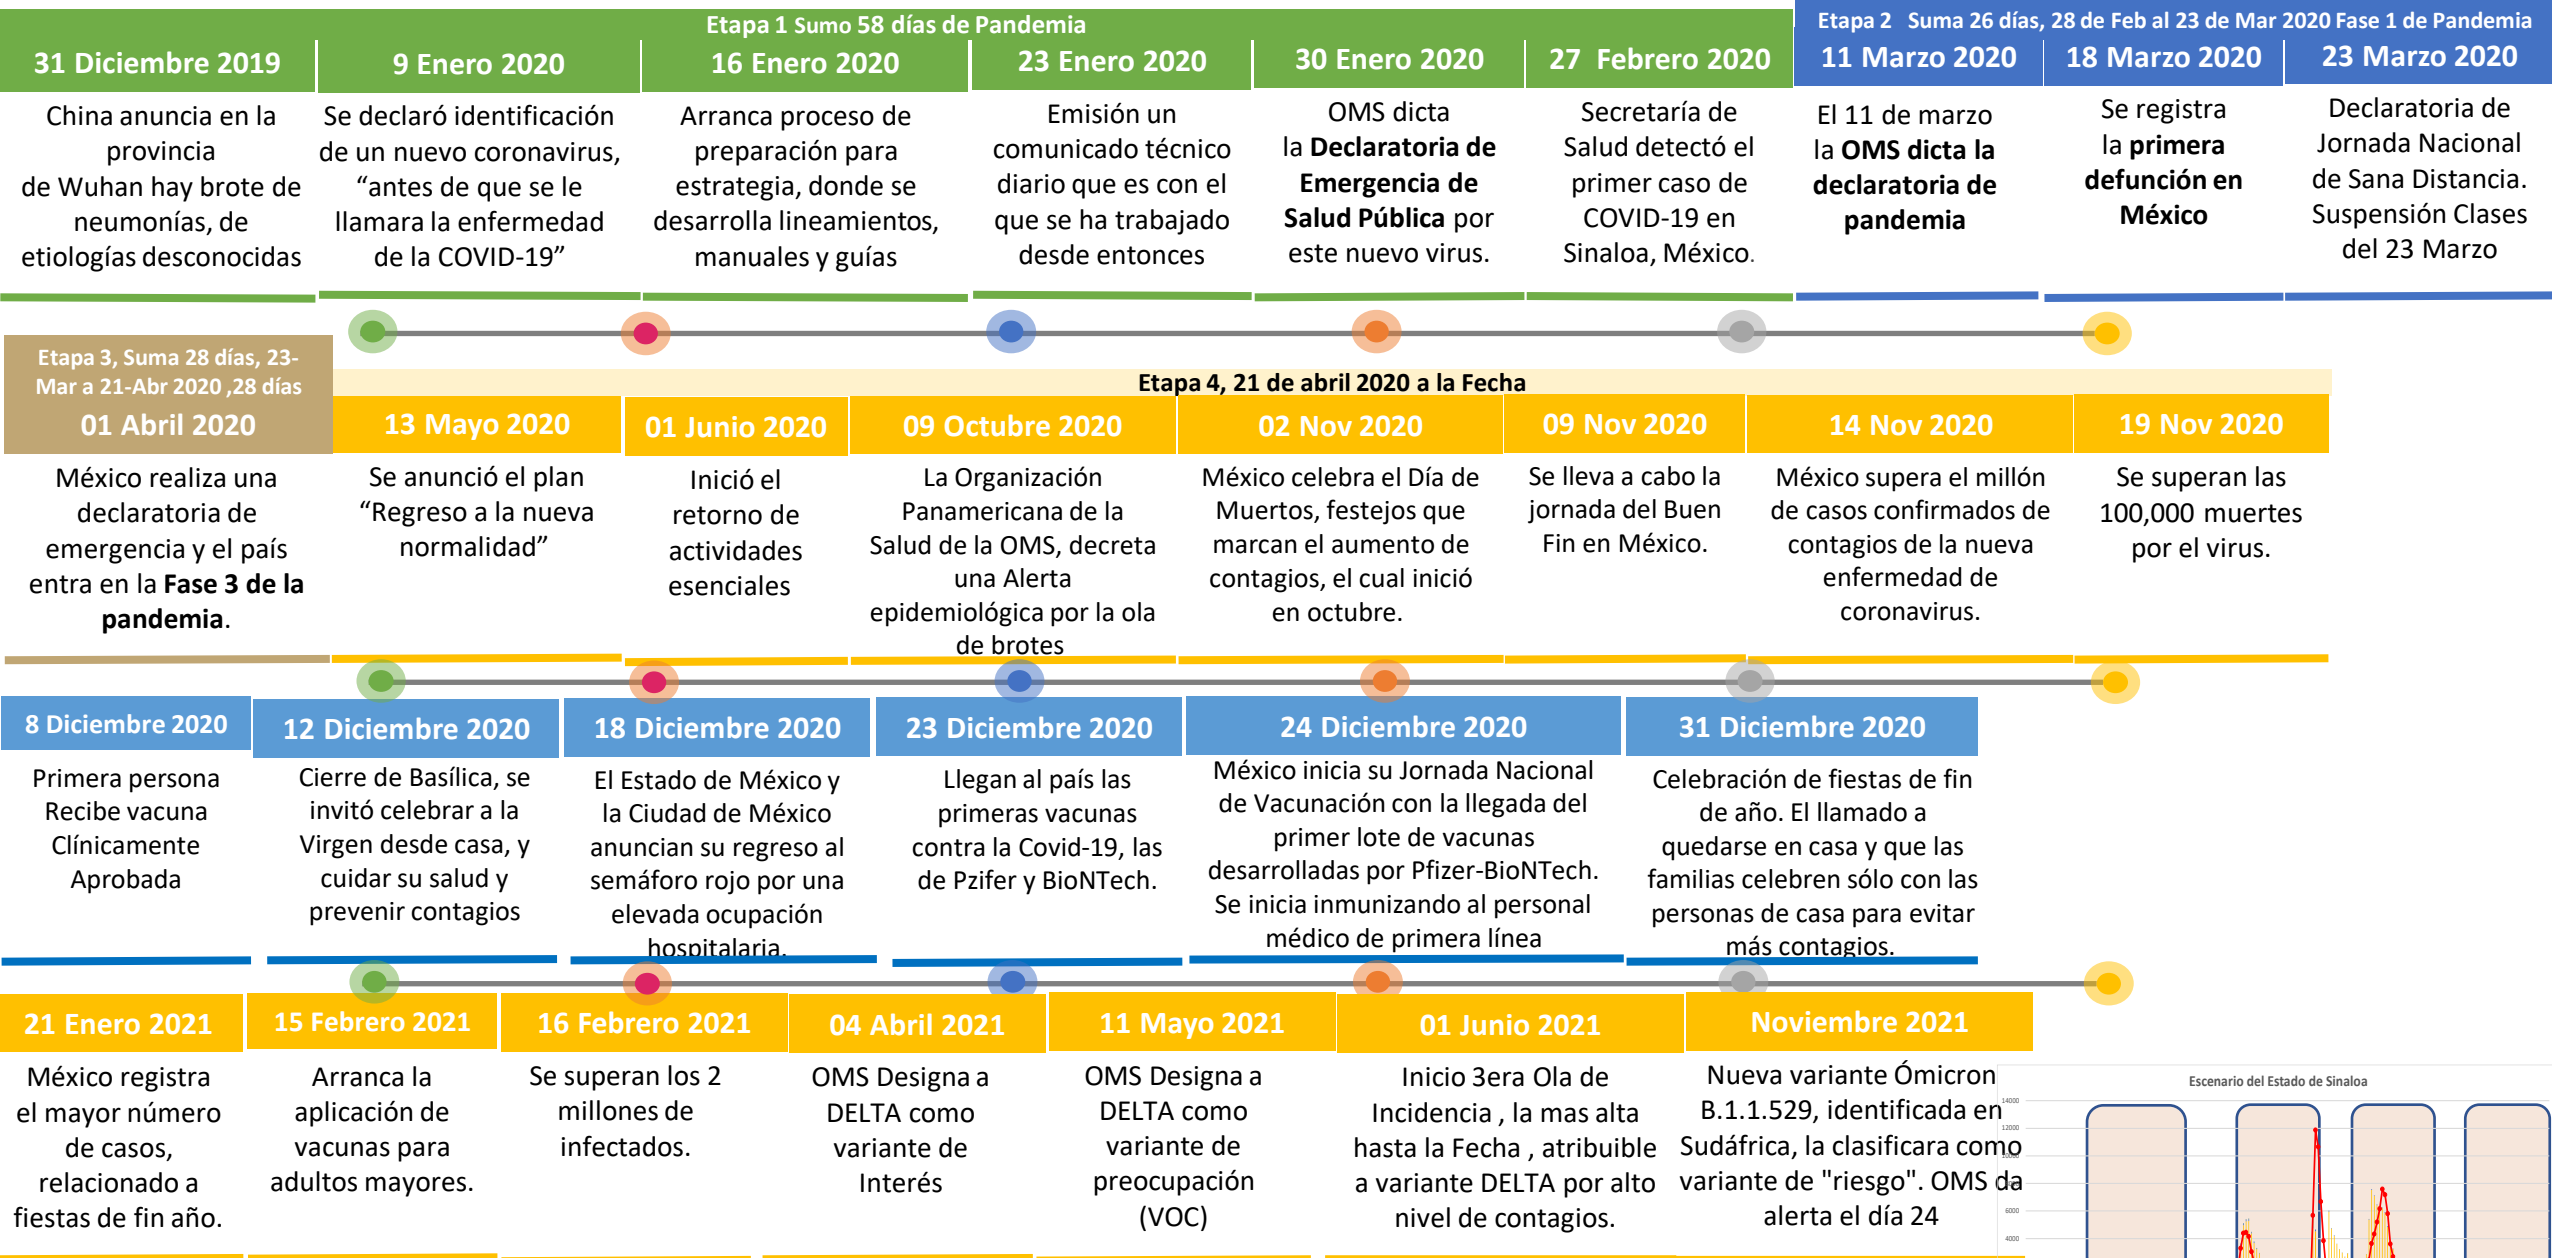 Etapa 1 Sumo 58 días de Pandemia
Etapa 2 Suma 26 días, 28 de Feb al 23 de Mar 2020 Fase 1 de Pandemia
31 Diciembre 2019
China anuncia en la
provincia
de Wuhan hay brote de
neumonías, de
etiologías desconocidas
9 Enero 2020
Se declaró identificación
de un nuevo coronavirus,
“antes de que se le
llamara la enfermedad
de la COVID-19”
16 Enero 2020
Arranca proceso de
preparación para
estrategia, donde se
desarrolla lineamientos,
manuales y guías
23 Enero 2020
Emisión un
comunicado técnico
diario que es con el
que se ha trabajado
desde entonces
30 Enero 2020
OMS dicta
la Declaratoria de
Emergencia de
Salud Pública por
este nuevo virus.
27 Febrero 2020
Secretaría de
Salud detectó el
primer caso de
COVID-19 en
Sinaloa, México.
11 Marzo 2020
El 11 de marzo
la OMS dicta la
declaratoria de
pandemia
18 Marzo 2020
Se registra
la primera
defunción en
México
23 Marzo 2020
Declaratoria de
Jornada Nacional
de Sana Distancia.
Suspensión Clases
del 23 Marzo
Etapa 3, Suma 28 días, 23-
Mar a 21-Abr 2020 ,28 días
01 Abril 2020
México realiza una
declaratoria de
emergencia y el país
entra en la Fase 3 de la
pandemia.
Etapa 4, 21 de abril 2020 a la Fecha
13 Mayo 2020
Se anunció el plan
“Regreso a la nueva
normalidad”
01 Junio 2020
Inició el
retorno de
actividades
esenciales
09 Octubre 2020
La Organización
Panamericana de la
Salud de la OMS, decreta
una Alerta
epidemiológica por la ola
de brotes
02 Nov 2020
México celebra el Día de
Muertos, festejos que
marcan el aumento de
contagios, el cual inició
en octubre.
09 Nov 2020
Se lleva a cabo la
jornada del Buen
Fin en México.
14 Nov 2020
México supera el millón
de casos confirmados de
contagios de la nueva
enfermedad de
coronavirus.
19 Nov 2020
Se superan las
100,000 muertes
por el virus.
8 Diciembre 2020
Primera persona
Recibe vacuna
Clínicamente
Aprobada
12 Diciembre 2020
Cierre de Basílica, se
invitó celebrar a la
Virgen desde casa, y
cuidar su salud y
prevenir contagios
18 Diciembre 2020
El Estado de México y
la Ciudad de México
anuncian su regreso al
semáforo rojo por una
elevada ocupación
hospitalaria.
23 Diciembre 2020
Llegan al país las
primeras vacunas
contra la Covid-19, las
de Pzifer y BioNTech.
24 Diciembre 2020
México inicia su Jornada Nacional
de Vacunación con la llegada del
primer lote de vacunas
desarrolladas por Pfizer-BioNTech.
Se inicia inmunizando al personal
médico de primera línea
31 Diciembre 2020
Celebración de fiestas de fin
de año. El llamado a
quedarse en casa y que las
familias celebren sólo con las
personas de casa para evitar
más contagios.
21 Enero 2021
México registra
el mayor número
de casos,
relacionado a
fiestas de fin año.
15 Febrero 2021
Arranca la
aplicación de
vacunas para
adultos mayores.
16 Febrero 2021
Se superan los 2
millones de
infectados.
04 Abril 2021
OMS Designa a
DELTA como
variante de
Interés
11 Mayo 2021
OMS Designa a
DELTA como
variante de
preocupación
(VOC)
01 Junio 2021
Inicio 3era Ola de
Incidencia , la mas alta
hasta la Fecha , atribuible
a variante DELTA por alto
nivel de contagios.
Noviembre 2021
Nueva variante Ómicron
B.1.1.529, identificada en
Sudáfrica, la clasificara como
variante de "riesgo". OMS da
alerta el día 24
Escenario del Estado de Sinaloa
14000
12000
10000
6000
4000